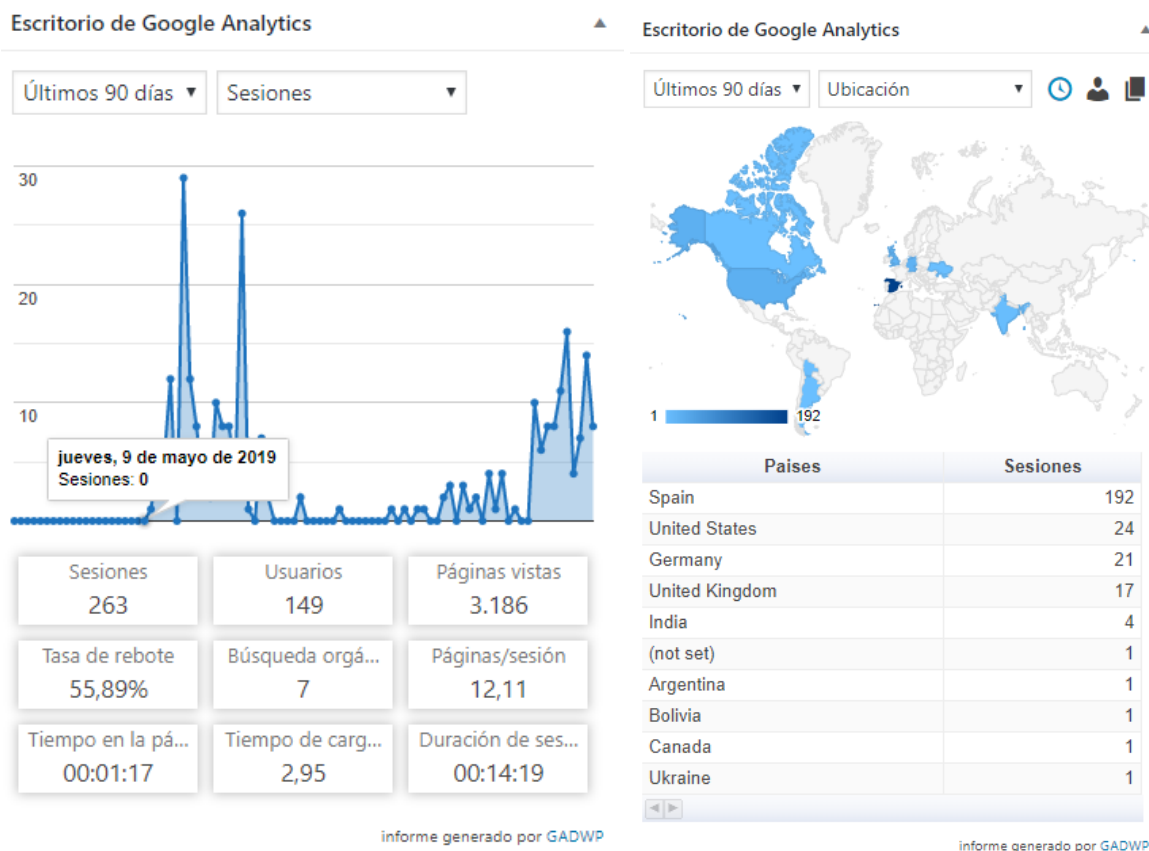 Escritorio de Google Analytics
Últimos 90 días
Sesiones
30
20
10
jueves, 9 de mayo de 2019
Sesiones: 0
Sesiones
263
Usuarios
149
Páginas vistas
3.186
Tasa de rebote
55,89%
Búsqueda orgá...
7
Páginas/sesión
12,11
Tiempo en la pá...
00:01:17
Tiempo de carg...
2,95
Duración de ses...
00:14:19
informe generado por GADWP
Escritorio de Google Analytics
Últimos 90 días
Ubicación
1 192
Paises Sesiones
Spain 192
United States 24
Germany 21
United Kingdom 17
India 4
(not set) 1
Argentina 1
Bolivia 1
Canada 1
Ukraine 1
informe generado por GADWP